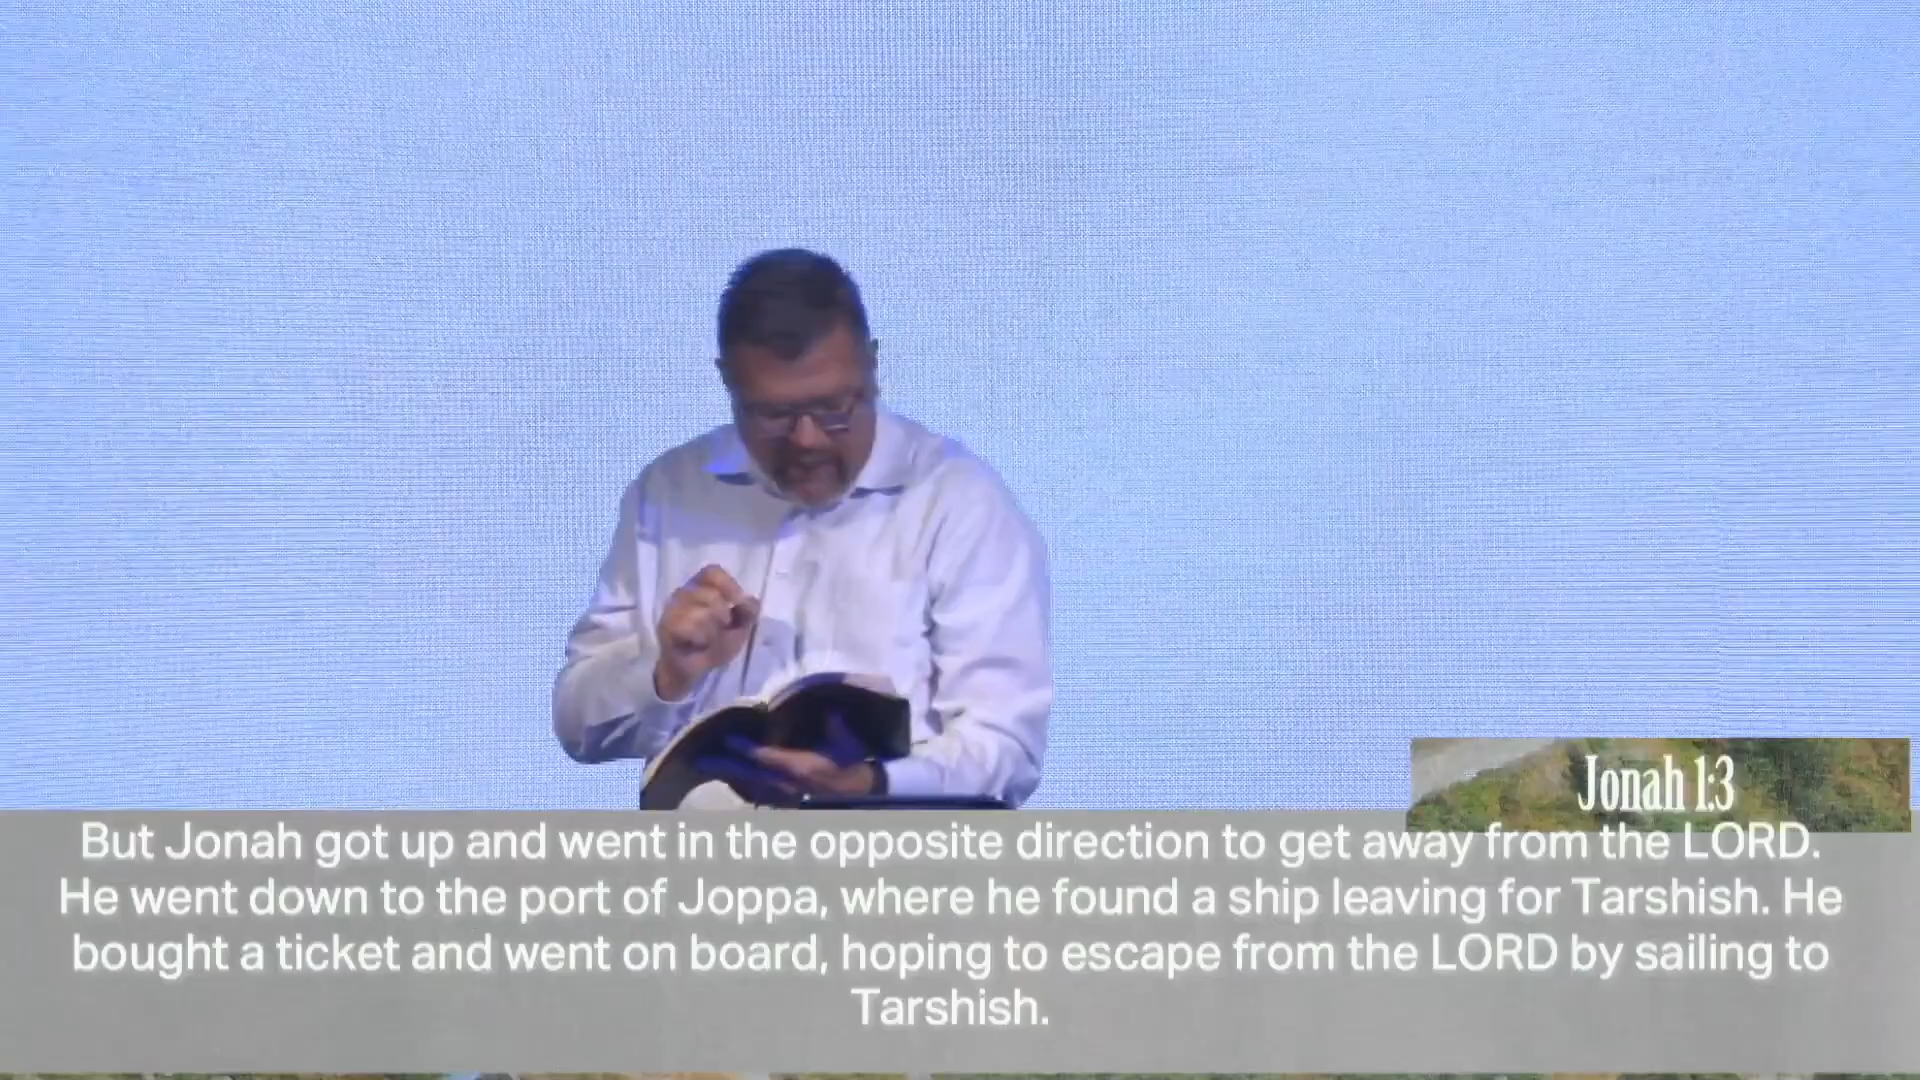 Jonah 1:3
But Jonah got up and went in the opposite direction to get away from the LORD.
He went down to the port of Joppa, where he found a ship leaving for Tarshish. He
bought a ticket and went on board, hoping to escape from the LORD by sailing to
Tarshish.